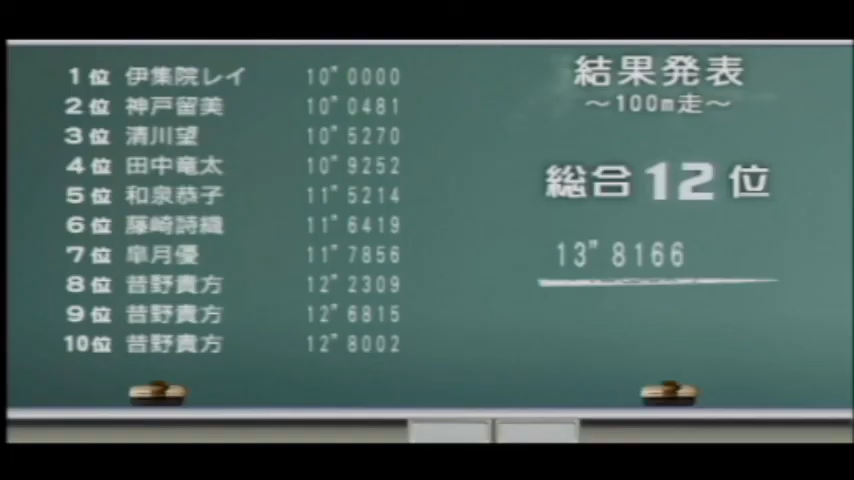 1位 伊集院レイ 10"0000
2位 神戸留美 10"0481
3位 清川望 10"5270
4位 田中竜太 10"9252
5位 和泉恭子 11"5214
6位 藤崎詩織 11"6419
7位 皐月優 11"7856
8位 昔野貴方 12"2309
9位 昔野貴方 12"6815
10位 昔野貴方 12"8002
結果発表
～100m走～
総合12位
13"8166